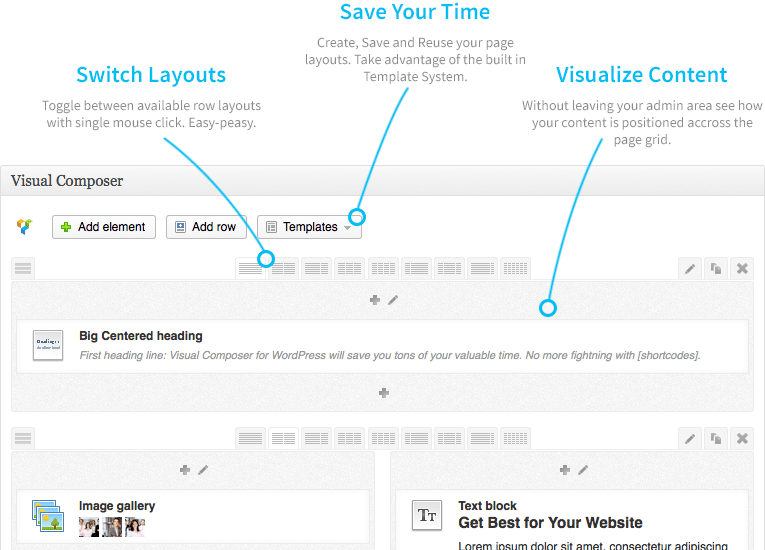 Save Your Time
Create, Save and Reuse your page
layouts. Take advantage of the built in
Template System.
Switch Layouts
Toggle between available row layouts
with single mouse click. Easy-peasy.
Visualize Content
Without leaving your admin area see how
your content is positioned accross the
page grid.
Visual Composer
Add element
Add row
Templates
Big Centered heading
First heading line: Visual Composer for WordPress will save you tons of your valuable time. No more fightning with [shortcodes].
Image gallery
Text block
Get Best for Your Website
Lorem ipsum dolor sit amet, consectetur adipiscing